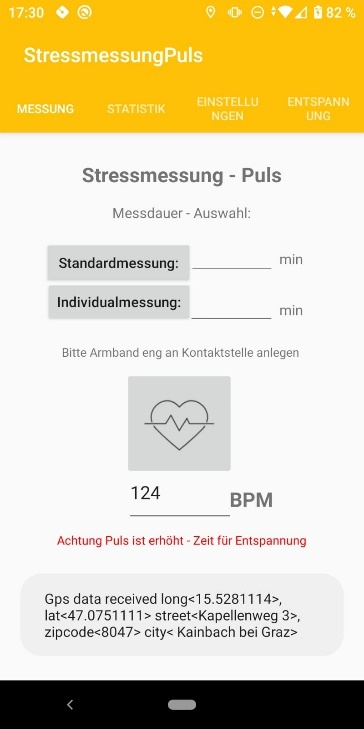 17:30
82 %
StressmessungPuls
MESSUNG
STATISTIK
EINSTELLU
NGEN
ENTSPANN
UNG
Stressmessung - Puls
Messdauer - Auswahl:
Standardmessung: min
Individualmessung: min
Bitte Armband eng an Kontaktstelle anlegen
124 BPM
Achtung Puls ist erhöht - Zeit für Entspannung
Gps data received long<15.5281114>,
lat<47.0751111> street<Kapellenweg 3>,
zipcode<8047> city< Kainbach bei Graz>